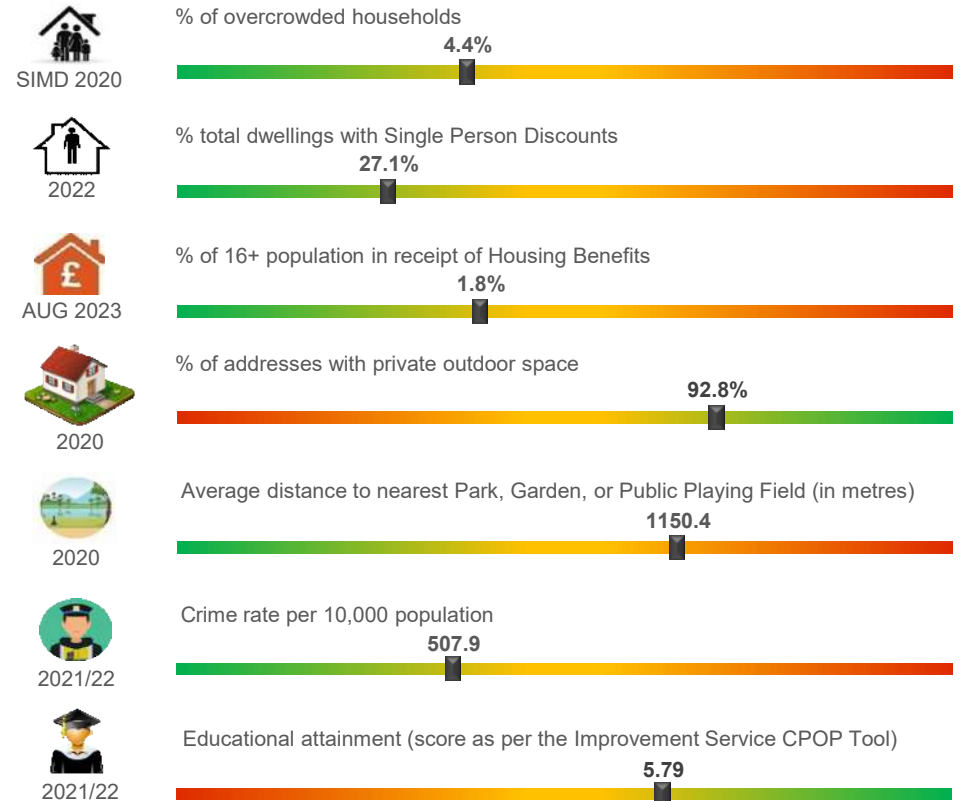 % of overcrowded households
4.4%
SIMD 2020
% total dwellings with Single Person Discounts
27.1%
2022
% of 16+ population in receipt of Housing Benefits
1.8%
£
AUG 2023
% of addresses with private outdoor space
92.8%
2020
Average distance to nearest Park, Garden, or Public Playing Field (in metres)
1150.4
2020
Crime rate per 10,000 population
507.9
2021/22
Educational attainment (score as per the Improvement Service CPOP Tool)
5.79
2021/22